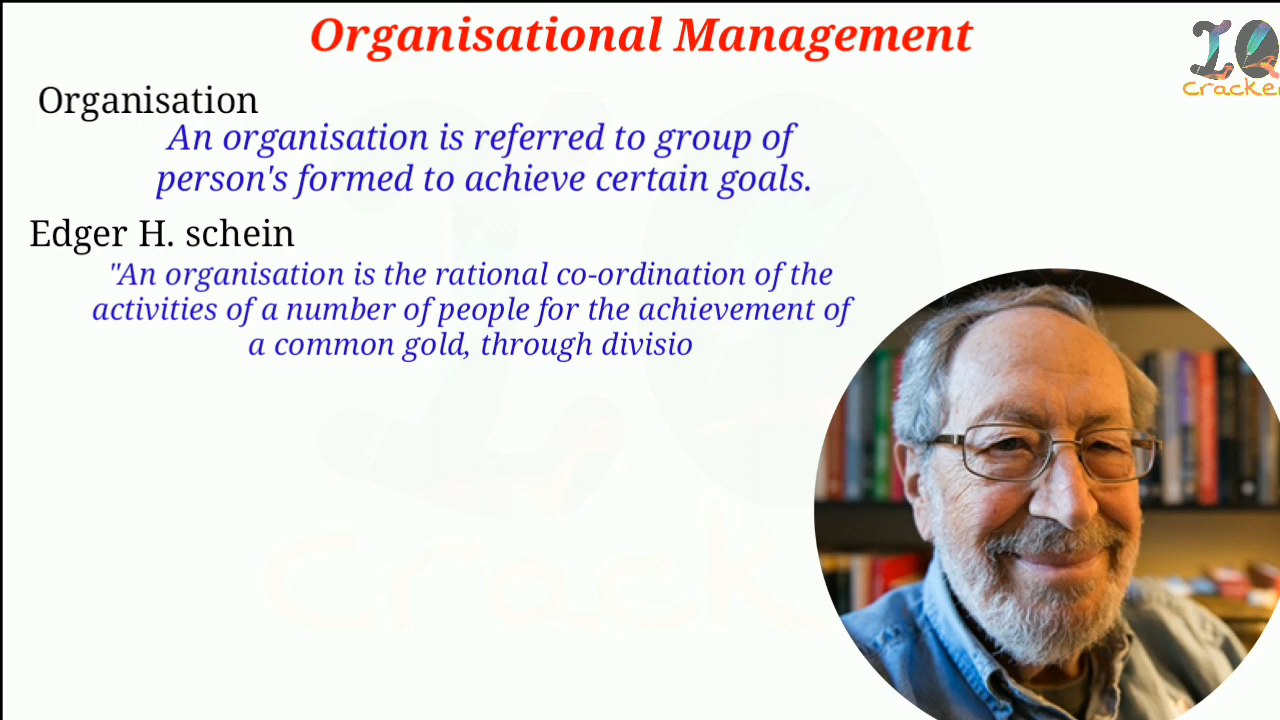 Organisational Management
IQ
Cracker
Organisation
An organisation is referred to group of
person's formed to achieve certain goals.
Edger H. schein
"An organisation is the rational co-ordination of the
activities of a number of people for the achievement of
a common gold, through divisio